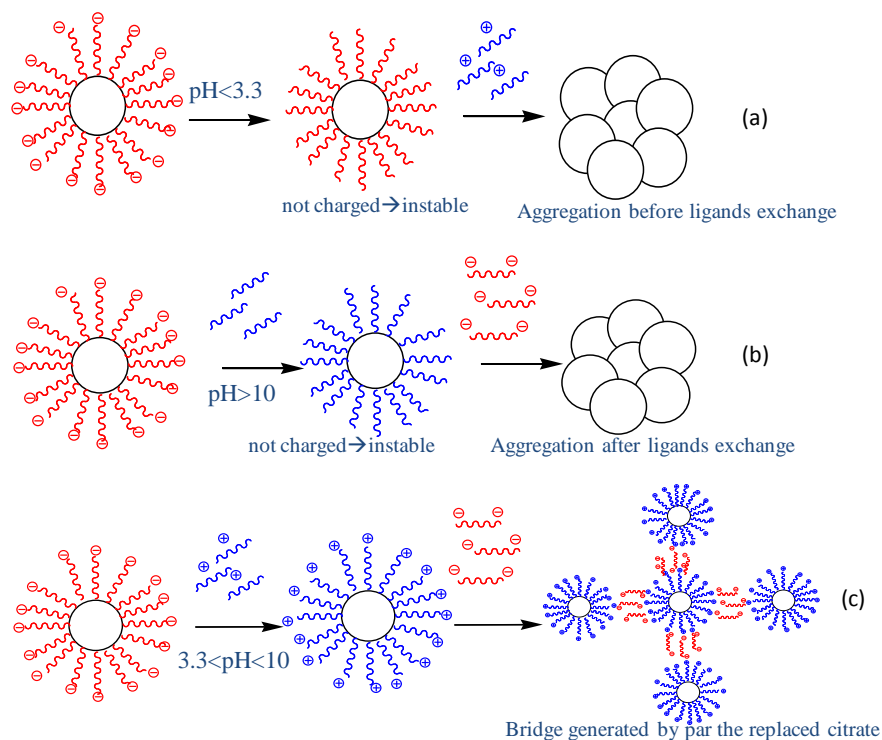 pH<3.3
(a)
not charged→instable
Aggregation before ligands exchange
pH>10
(b)
not charged→instable
Aggregation after ligands exchange
3.3<pH<10
(c)
Bridge generated by par the replaced citrate